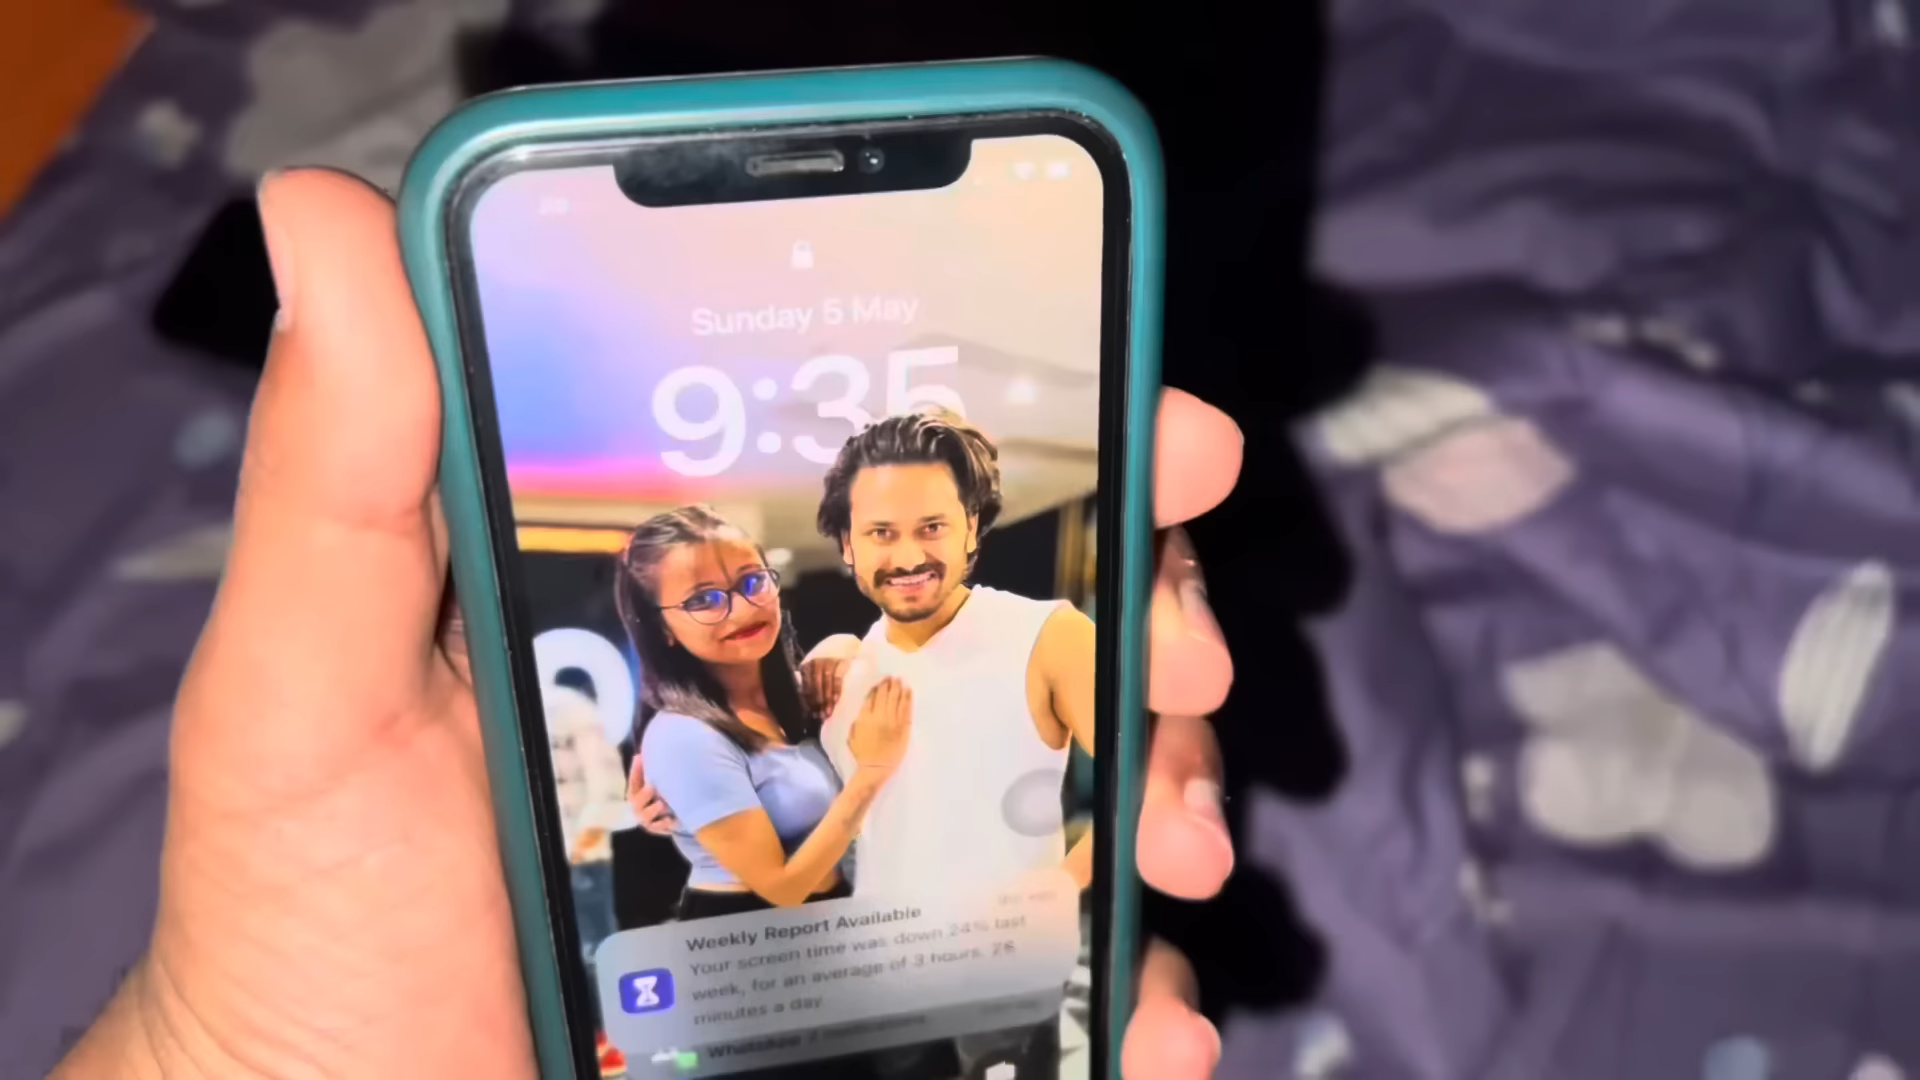 Sunday 5 May
9:35
Weekly Report Available
Your screen time was down 24% last
week, for an average of 3 hours, 26
minutes a day.
WhatsApp